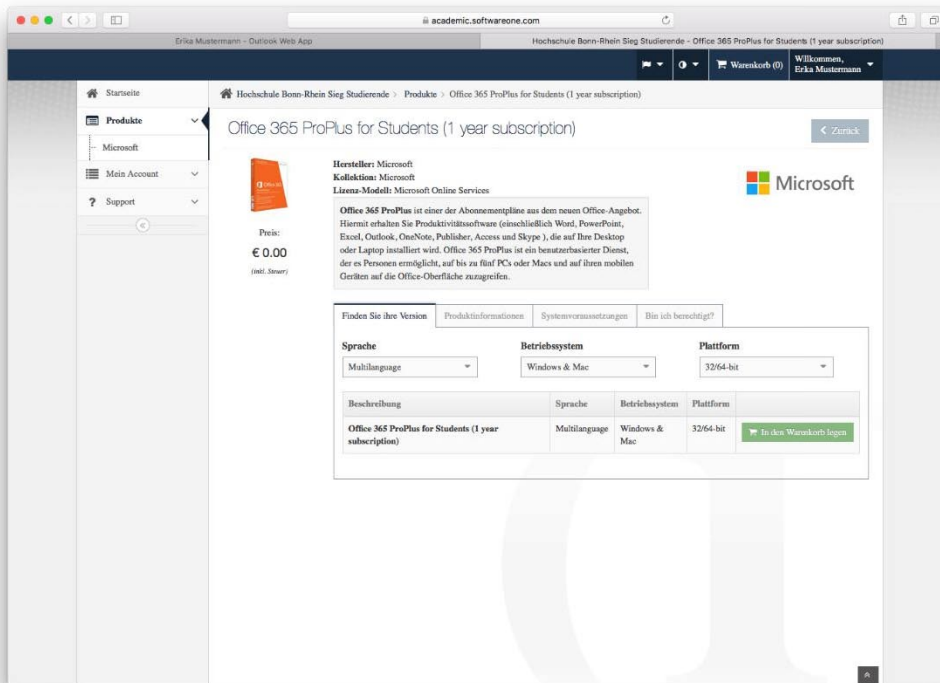 academic.softwareone.com
Erika Mustermann - Outlook Web App
Hochschule Bonn-Rhein Sieg Studierende - Office 365 ProPlus for Students (1 year subscription)
Warenkorb (0)
Willkommen,
Erika Mustermann
Startseite
Produkte
Microsoft
Mein Account
Support
Hochschule Bonn-Rhein Sieg Studierende > Produkte > Office 365 ProPlus for Students (1 year subscription)
Office 365 ProPlus for Students (1 year subscription)
Zurück
Office 365
Preis:
€ 0.00
(inkl. Steuer)
Hersteller: Microsoft
Kollektion: Microsoft
Lizenz-Modell: Microsoft Online Services
Microsoft
Office 365 ProPlus ist einer der Abonnementpläne aus dem neuen Office-Angebot.
Hiermit erhalten Sie Produktivitätssoftware (einschließlich Word, PowerPoint,
Excel, Outlook, OneNote, Publisher, Access und Skype ), die auf Ihre Desktop
oder Laptop installiert wird. Office 365 ProPlus ist ein benutzerbasierter Dienst,
der es Personen ermöglicht, auf bis zu fünf PCs oder Macs und auf ihren mobilen
Geräten auf die Office-Oberfläche zuzugreifen.
Finden Sie ihre Version
Produktinformationen
Systemvoraussetzungen
Bin ich berechtigt?
Sprache
Betriebssystem
Plattform
Multilanguage
Windows & Mac
32/64-bit
Beschreibung
Sprache
Betriebssystem
Plattform
Office 365 ProPlus for Students (1 year
subscription)
Multilanguage
Windows &
Mac
32/64-bit
In den Warenkorb legen